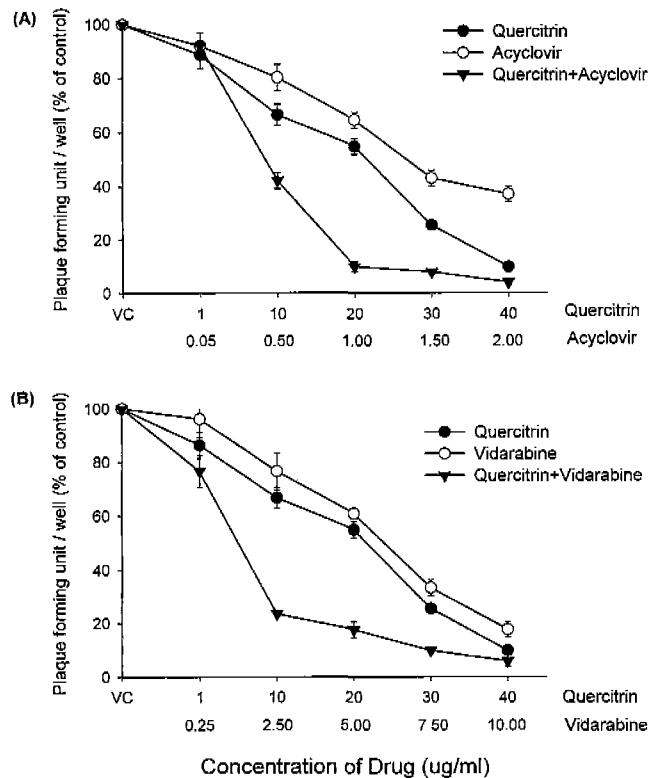 (A)
Plaque forming unit / well (% of control)
100
80
60
40
20
0
Quercitrin
Acyclovir
Quercitrin+Acyclovir
VC 1 10 20 30 40 Quercitrin
0.05 0.50 1.00 1.50 2.00 Acyclovir
(B)
Plaque forming unit / well (% of control)
100
80
60
40
20
0
Quercitrin
Vidarabine
Quercitrin+Vidarabine
VC 1 10 20 30 40 Quercitrin
0.25 2.50 5.00 7.50 10.00 Vidarabine
Concentration of Drug (ug/ml)